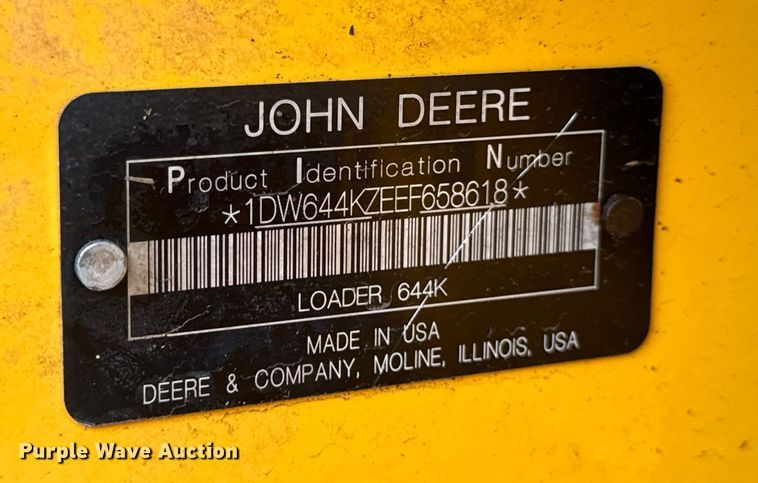 JOHN DEERE
Product Identification Number
*1DW644KZEEF658618*
LOADER 644K
MADE IN USA
DEERE & COMPANY, MOLINE, ILLINOIS, USA
Purple Wave Auction